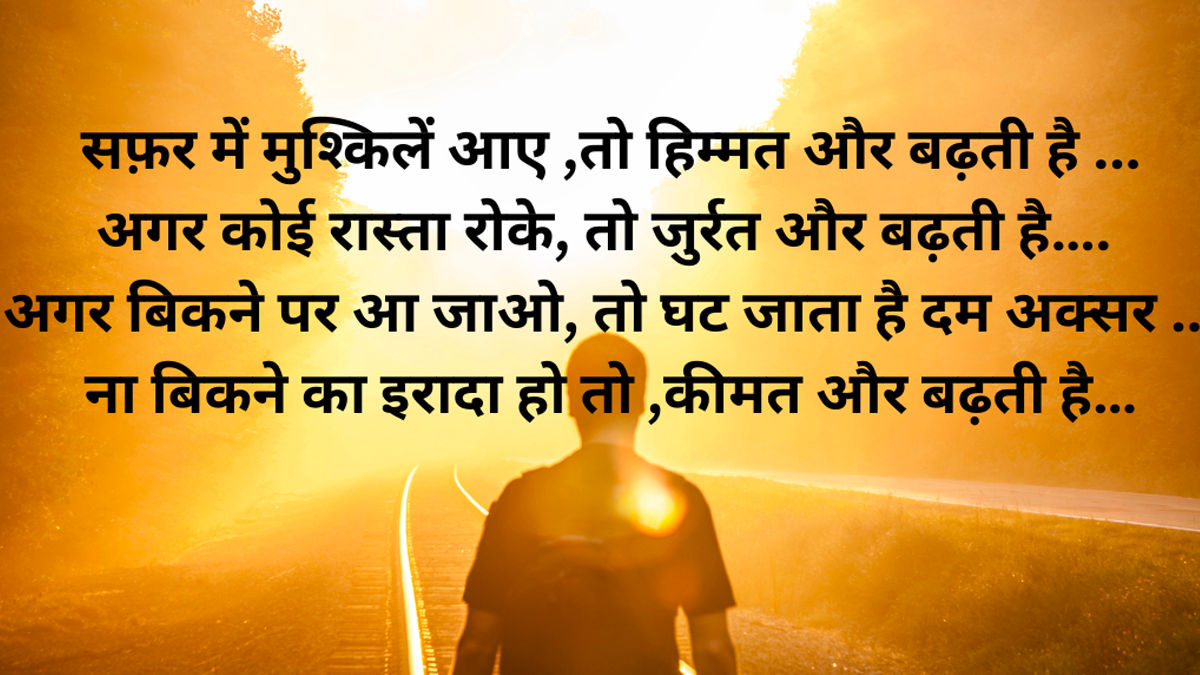 सफ़र में मुश्किलें आए ,तो हिम्मत और बढ़ती है ...
अगर कोई रास्ता रोके, तो जुर्रत और बढ़ती है....
अगर बिकने पर आ जाओ, तो घट जाता है दम अक्सर ..
ना बिकने का इरादा हो तो ,कीमत और बढ़ती है...